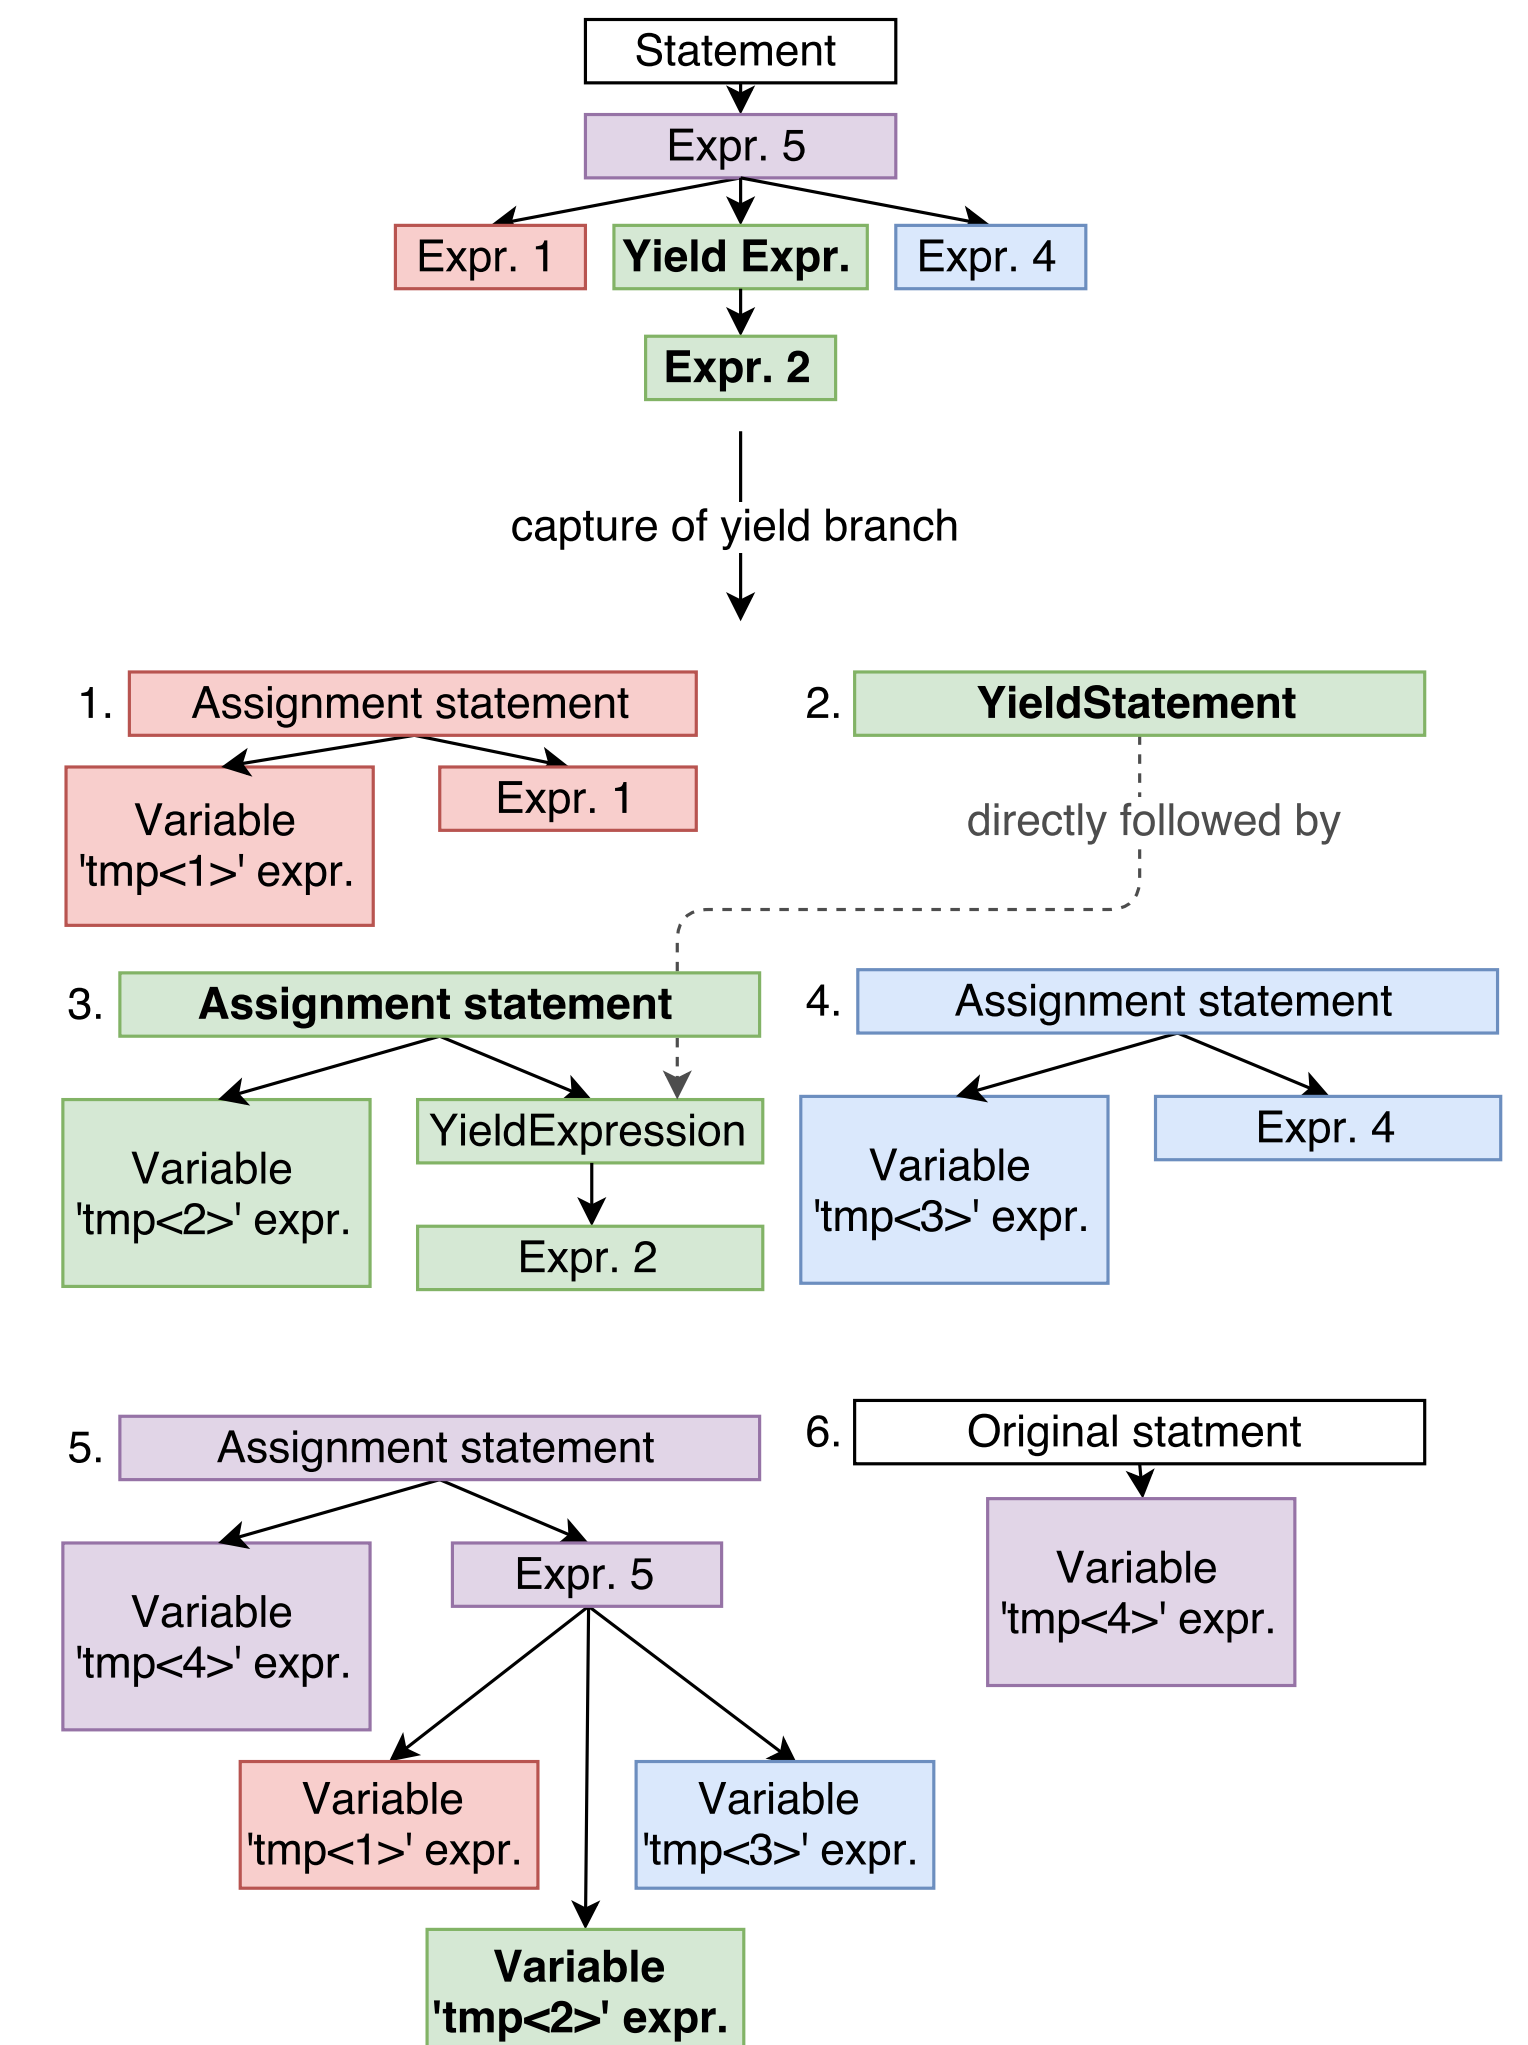 Statement
Expr. 5
Expr. 1
Yield Expr.
Expr. 4
Expr. 2
capture of yield branch
1.
Assignment statement
Variable
'tmp<1>' expr.
Expr. 1
2.
YieldStatement
directly followed by
3.
Assignment statement
Variable
'tmp<2>' expr.
YieldExpression
Expr. 2
4.
Assignment statement
Variable
'tmp<3>' expr.
Expr. 4
5.
Assignment statement
Variable
'tmp<4>' expr.
Expr. 5
Variable
'tmp<1>' expr.
Variable
'tmp<3>' expr.
Variable
'tmp<2>' expr.
6.
Original statment
Variable
'tmp<4>' expr.